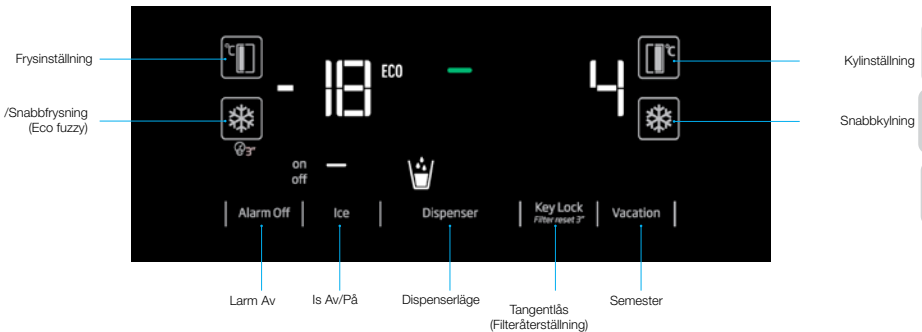 Frysinställning
/Snabbfrysning
(Eco fuzzy)
°C
-18 ECO
4
°C
Kylinställning
Snabbkylning
3"
on
off
Alarm Off
Ice
Dispenser
Key Lock
Filter reset 3"
Vacation
Larm Av
Is Av/På
Dispenserläge
Tangentlås
(Filteråterställning)
Semester